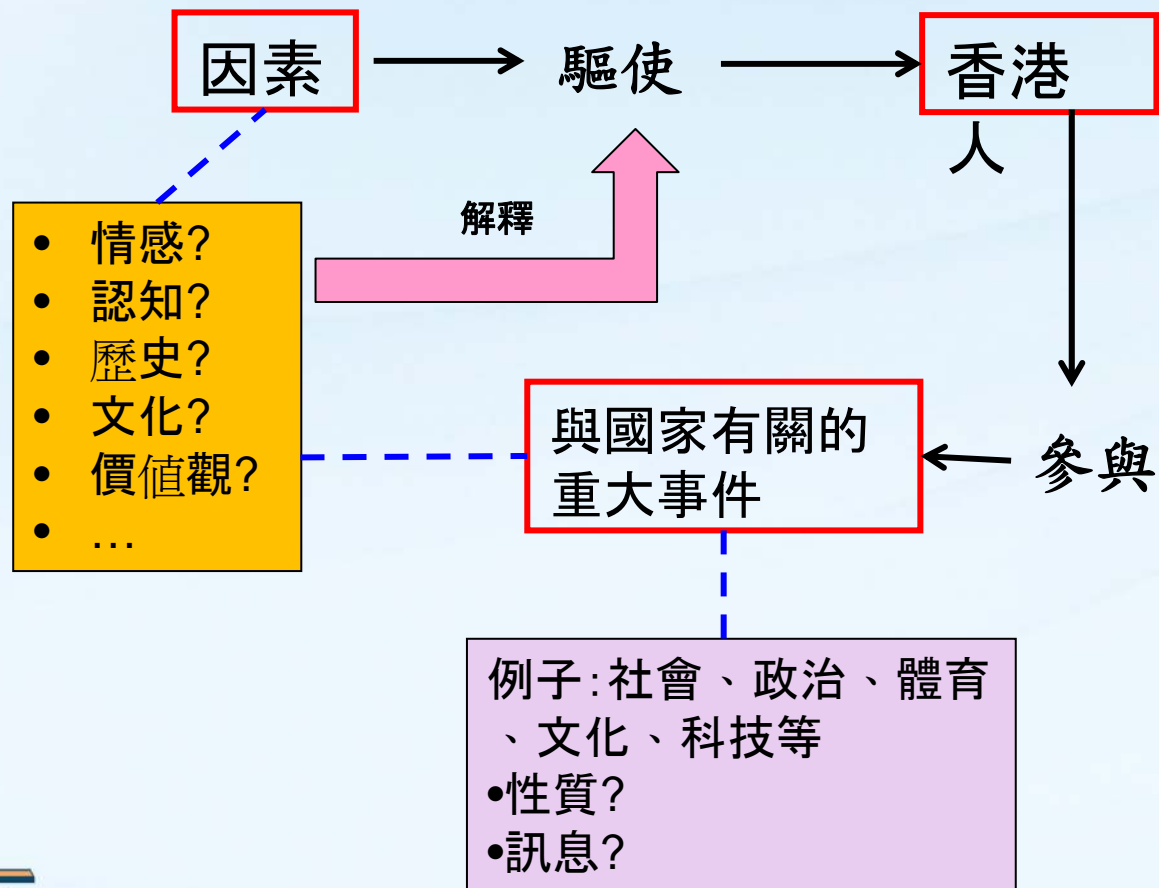 因素
驅使
香港
人
解釋
• 情感?
• 認知?
• 歷史?
• 文化?
• 價值觀?
• …
與國家有關的
重大事件
參與
例子:社會、政治、體育
、文化、科技等
•性質?
•訊息?